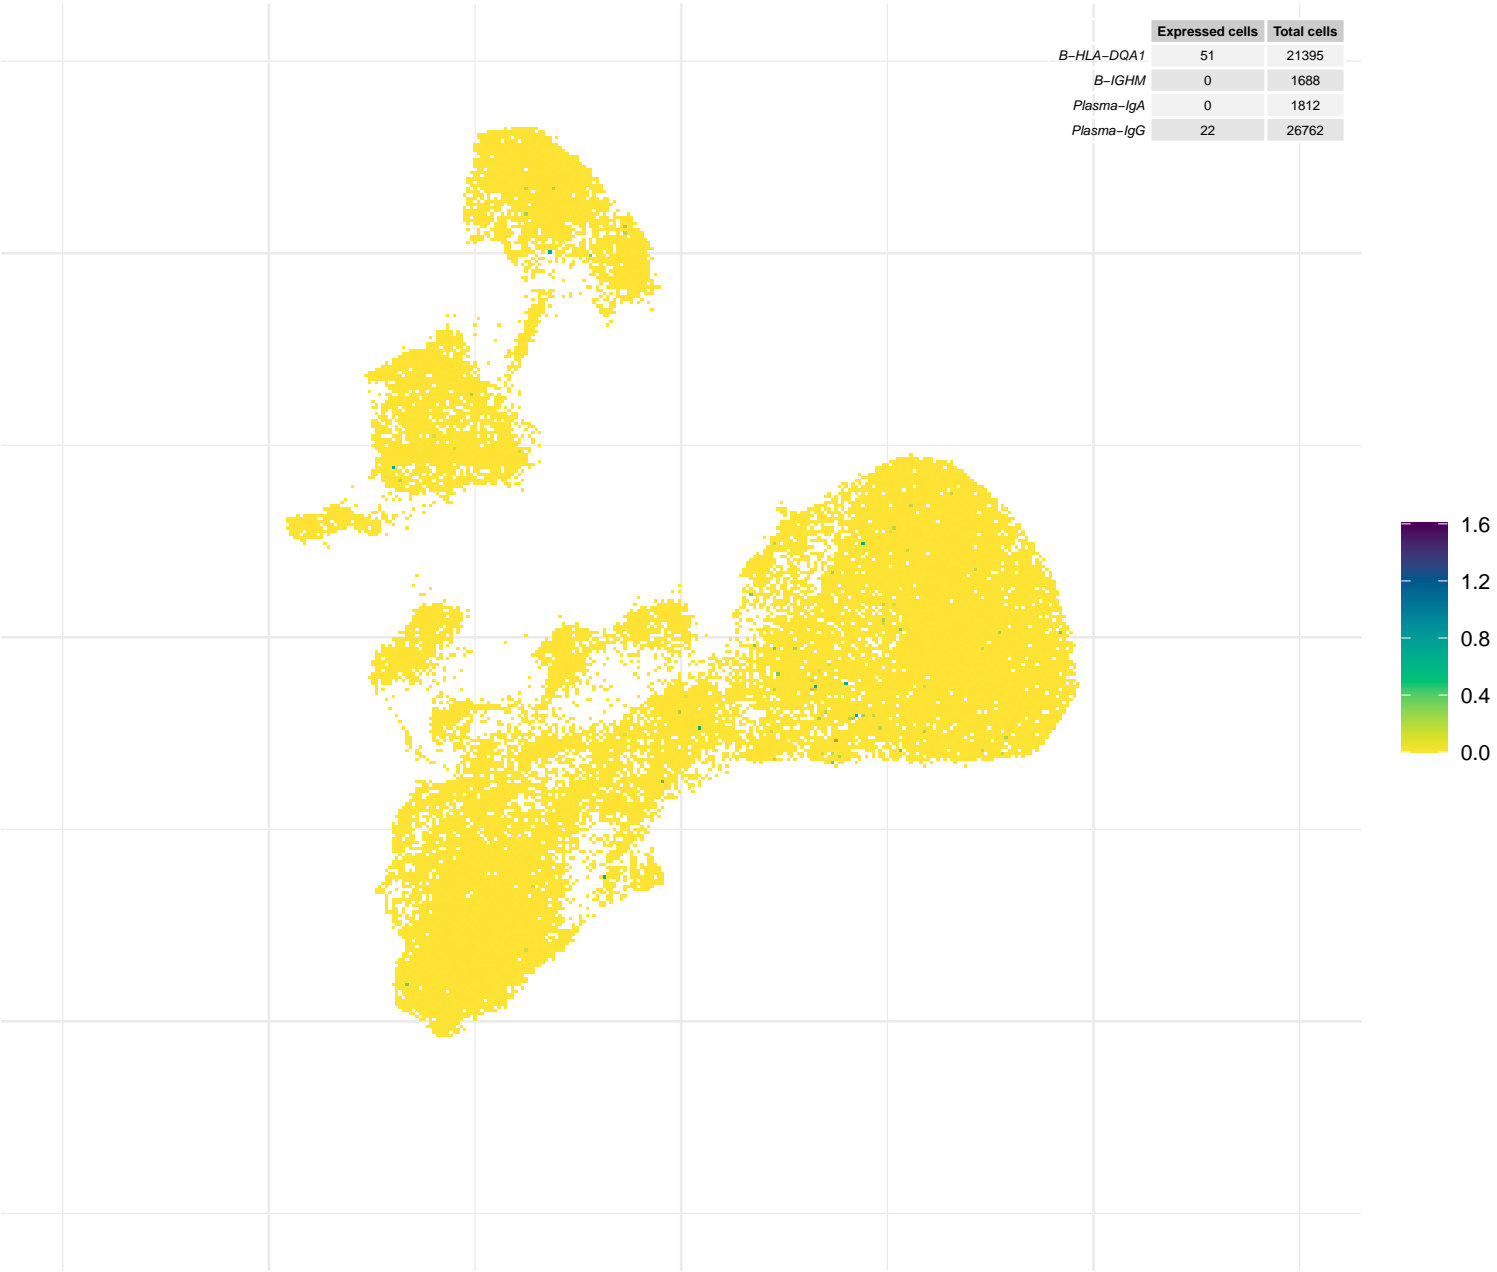 Expressed cells Total cells
B−HLA−DQA1 51 21395
B−IGHM 0 1688
Plasma−IgA 0 1812
Plasma−IgG 22 26762
1.6
1.2
0.8
0.4
0.0